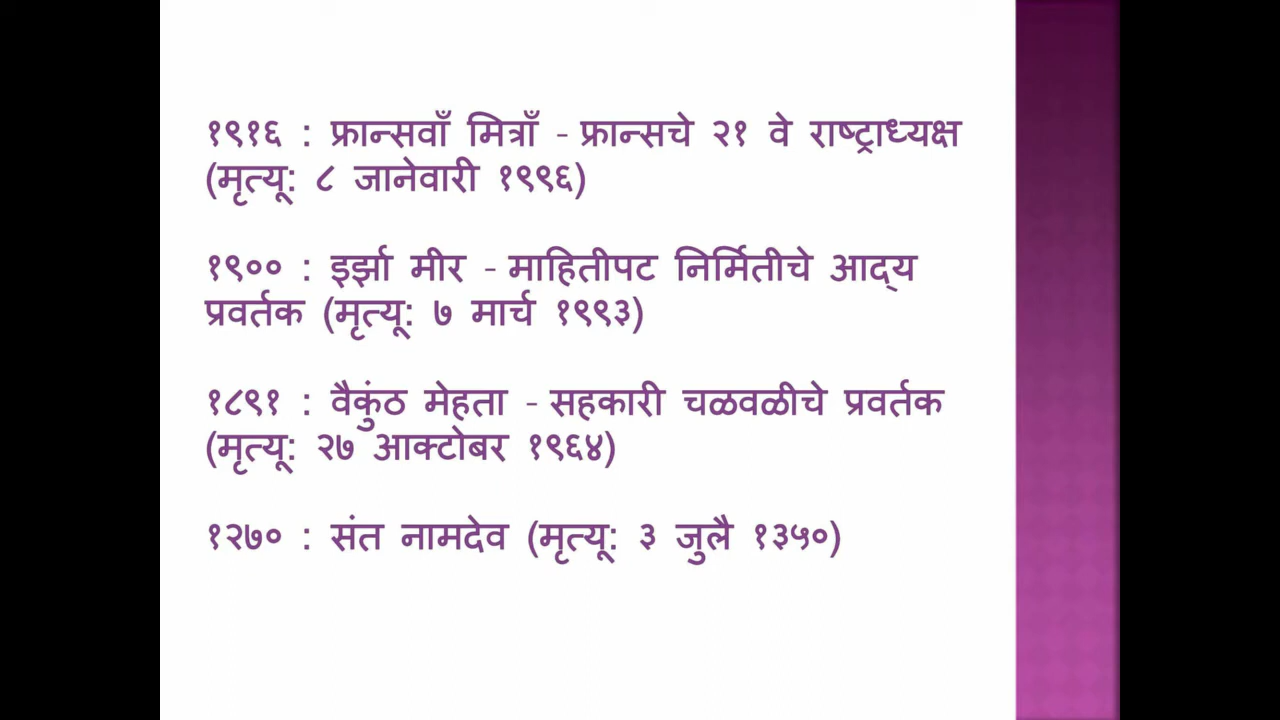 १९१६ : फ्रान्सवाँ मित्राँ - फ्रान्सचे २१ वे राष्ट्राध्यक्ष
(मृत्यू: ८ जानेवारी १९९६)
१९०० : इर्झा मीर - माहितीपट निर्मितीचे आद्य
प्रवर्तक (मृत्यू: ७ मार्च १९९३)
१८९१ : वैकुंठ मेहता - सहकारी चळवळीचे प्रवर्तक
(मृत्यू: २७ आक्टोबर १९६४)
१२७० : संत नामदेव (मृत्यू: ३ जुलै १३५०)